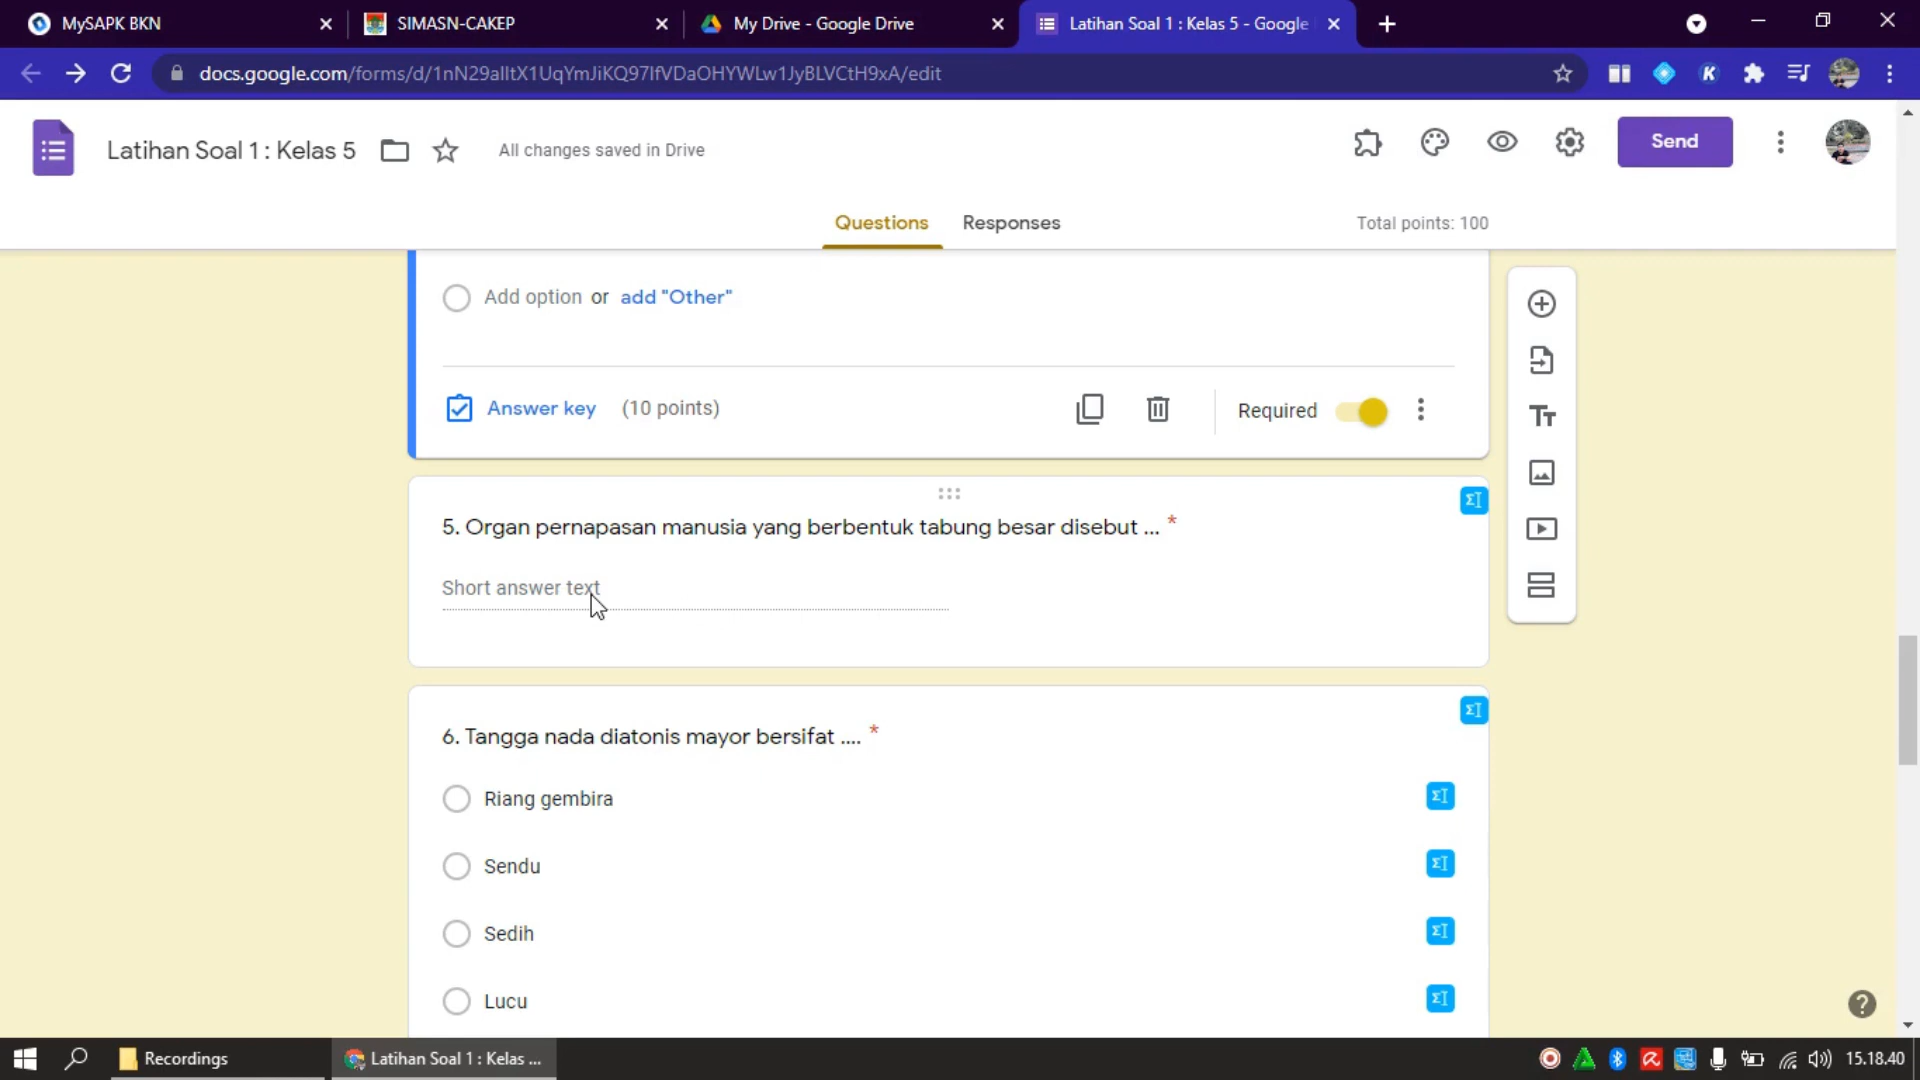 MySAPK BKN
SIMASN-CAKEP
My Drive - Google Drive
Latihan Soal 1 : Kelas 5 - Google
docs.google.com/forms/d/1nN29alltX1UqYmJiKQ97lfVDaOHYWLw1JyBLVCtH9xA/edit
Latihan Soal 1 : Kelas 5
All changes saved in Drive
Send
Questions
Responses
Total points: 100
Add option or add "Other"
Answer key (10 points)
Required
5. Organ pernapasan manusia yang berbentuk tabung besar disebut ... *
Short answer text
6. Tangga nada diatonis mayor bersifat .... *
Riang gembira
Sendu
Sedih
Lucu
Recordings
Latihan Soal 1 : Kelas ...
15.18.40